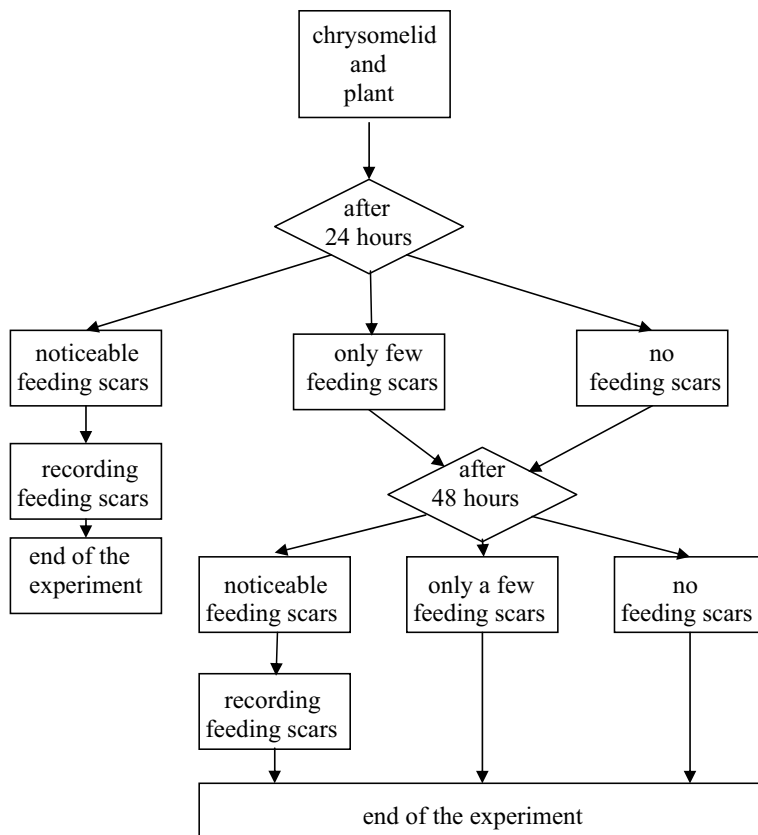 chrysomelid
and
plant
after
24 hours
noticeable
feeding scars
only few
feeding scars
no
feeding scars
recording
feeding scars
end of the
experiment
after
48 hours
noticeable
feeding scars
only a few
feeding scars
no
feeding scars
recording
feeding scars
end of the experiment